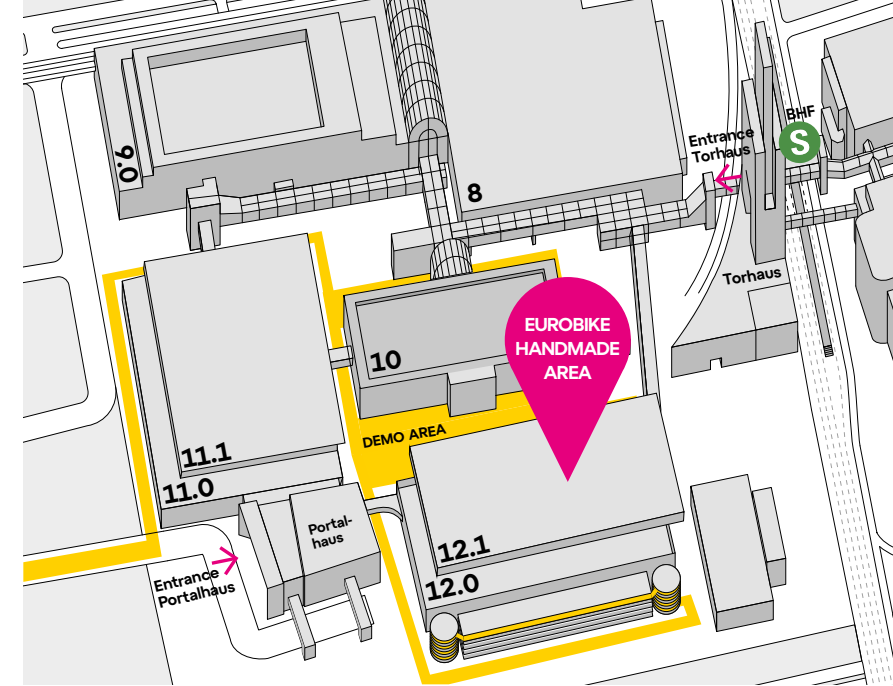 BHF
S
Entrance
Torhaus
9.0
8
Torhaus
EUROBIKE
HANDMADE
AREA
10
DEMO AREA
11.1
11.0
Portal-
haus
12.1
12.0
Entrance
Portalhaus